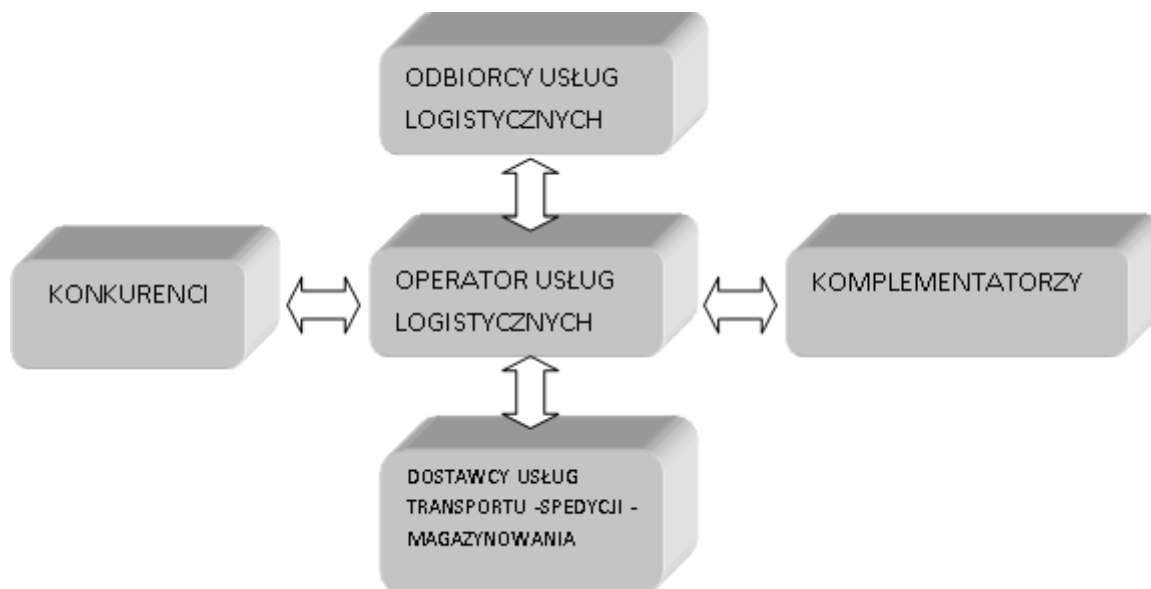 ODBIORCY USŁUG
LOGISTYCZNYCH
KONKURENCI
OPERATOR USŁUG
LOGISTYCZNYCH
KOMPLEMENTATORZY
DOSTAWCY USŁUG
TRANSPORTU -SPEDYCJI -
MAGAZYNOWANIA